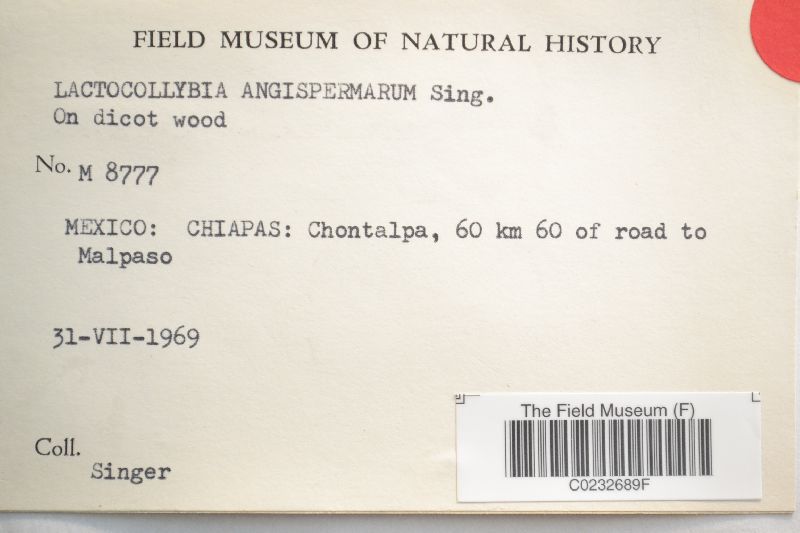 FIELD MUSEUM OF NATURAL HISTORY
LACTOCOLLYBIA ANGISPERMARUM Sing.
On dicot wood
No. M 8777
MEXICO: CHIAPAS: Chontalpa, 60 km 60 of road to
Malpaso
31-VII-1969
Coll.
Singer
The Field Museum (F)
C0232689F